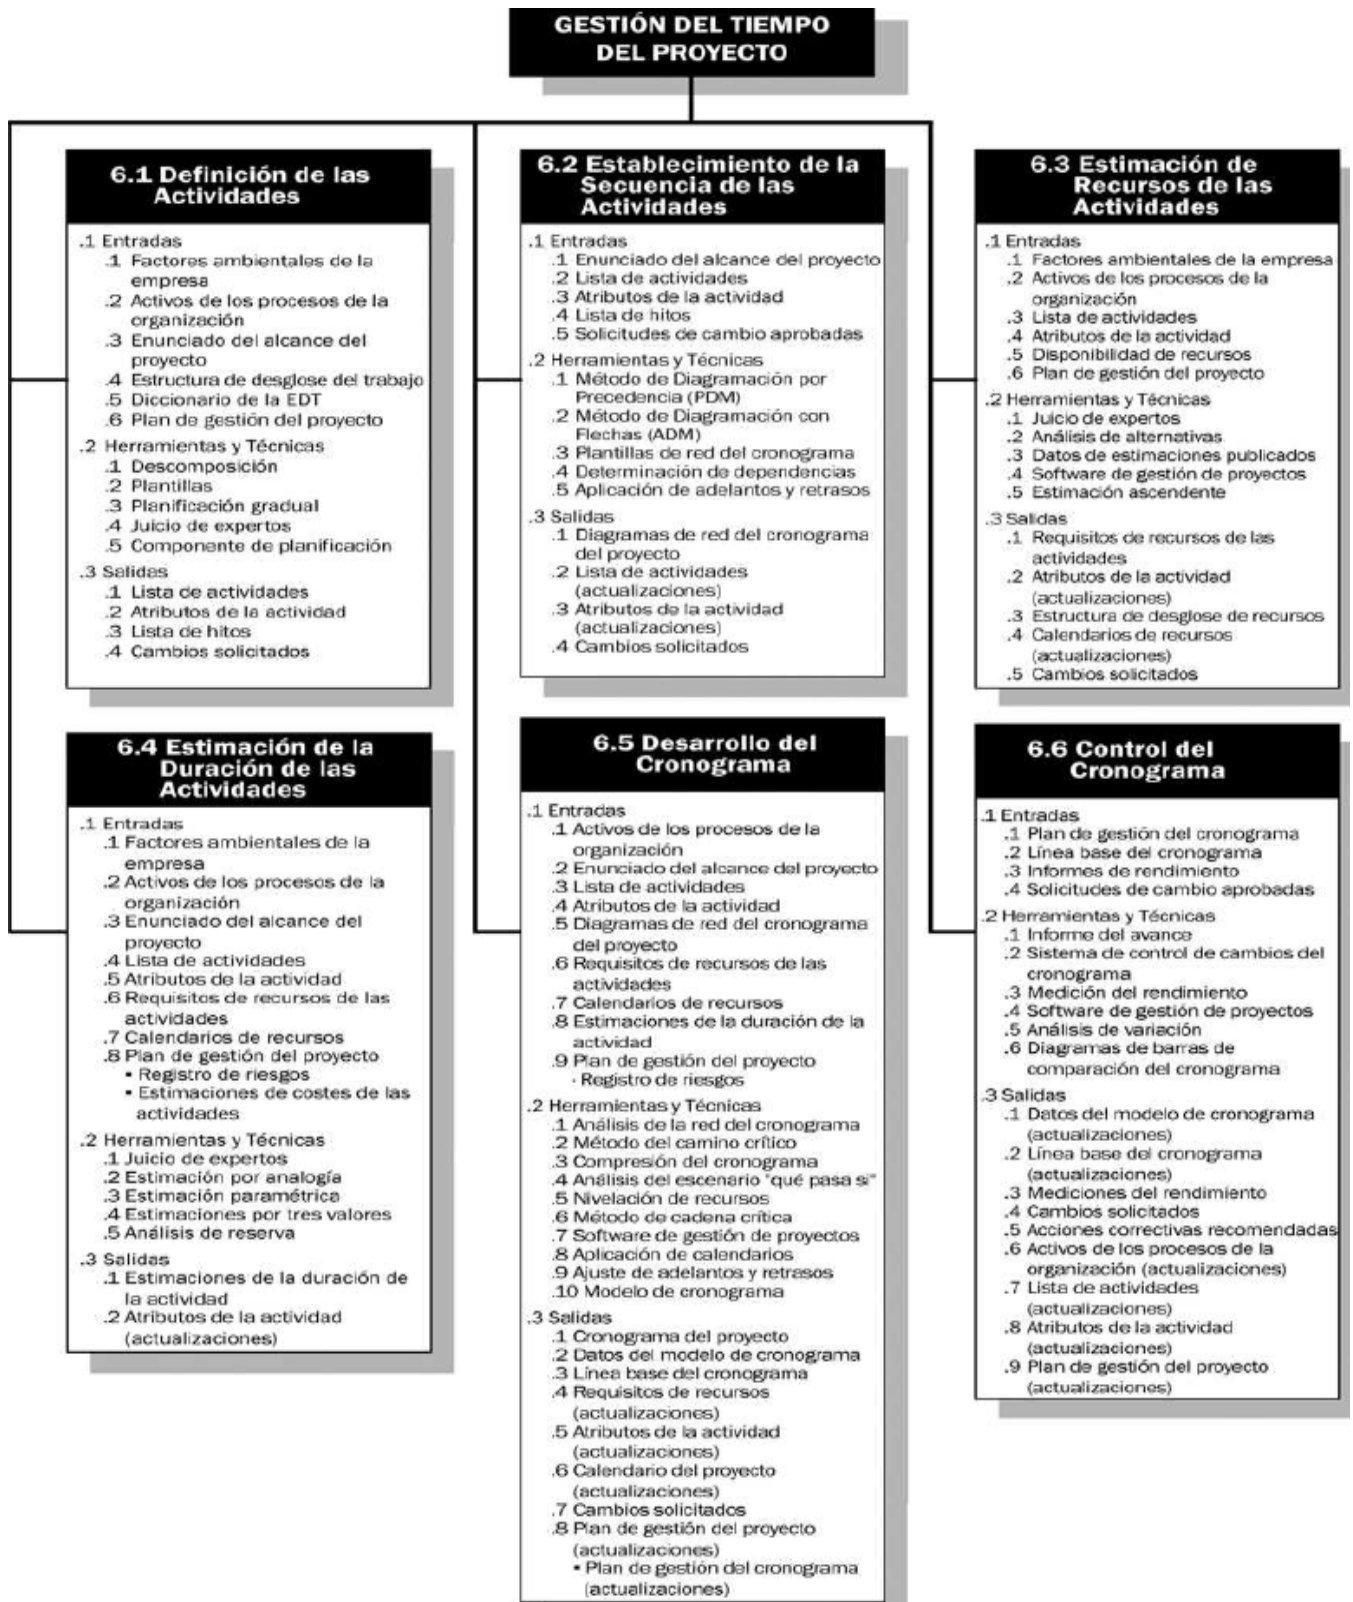 GESTIÓN DEL TIEMPO
DEL PROYECTO
6.1 Definición de las
Actividades
.1 Entradas
.1 Factores ambientales de la
empresa
.2 Activos de los procesos de la
organización
.3 Enunciado del alcance del
proyecto
.4 Estructura de desglose del trabajo
.5 Diccionario de la EDT
.6 Plan de gestión del proyecto
.2 Herramientas y Técnicas
.1 Descomposición
.2 Plantillas
.3 Planificación gradual
.4 Juicio de expertos
.5 Componente de planificación
.3 Salidas
.1 Lista de actividades
.2 Atributos de la actividad
.3 Lista de hitos
.4 Cambios solicitados
6.2 Establecimiento de la
Secuencia de las
Actividades
.1 Entradas
.1 Enunciado del alcance del proyecto
.2 Lista de actividades
.3 Atributos de la actividad
.4 Lista de hitos
.5 Solicitudes de cambio aprobadas
.2 Herramientas y Técnicas
.1 Método de Diagramación por
Precedencia (PDM)
.2 Método de Diagramación con
Flechas (ADM)
.3 Plantillas de red del cronograma
.4 Determinación de dependencias
.5 Aplicación de adelantos y retrasos
.3 Salidas
.1 Diagramas de red del cronograma
del proyecto
.2 Lista de actividades
(actualizaciones)
.3 Atributos de la actividad
(actualizaciones)
.4 Cambios solicitados
6.3 Estimación de
Recursos de las
Actividades
.1 Entradas
.1 Factores ambientales de la empresa
.2 Activos de los procesos de la
organización
.3 Lista de actividades
.4 Atributos de la actividad
.5 Disponibilidad de recursos
.6 Plan de gestión del proyecto
.2 Herramientas y Técnicas
.1 Juicio de expertos
.2 Análisis de alternativas
.3 Datos de estimaciones publicados
.4 Software de gestión de proyectos
.5 Estimación ascendente
.3 Salidas
.1 Requisitos de recursos de las
actividades
.2 Atributos de la actividad
(actualizaciones)
.3 Estructura de desglose de recursos
.4 Calendarios de recursos
(actualizaciones)
.5 Cambios solicitados
6.4 Estimación de la
Duración de las
Actividades
.1 Entradas
.1 Factores ambientales de la
empresa
.2 Activos de los procesos de la
organización
.3 Enunciado del alcance del
proyecto
.4 Lista de actividades
.5 Atributos de la actividad
.6 Requisitos de recursos de las
actividades
.7 Calendarios de recursos
.8 Plan de gestión del proyecto
• Registro de riesgos
• Estimaciones de costes de las
actividades
.2 Herramientas y Técnicas
.1 Juicio de expertos
.2 Estimación por analogía
.3 Estimación paramétrica
.4 Estimaciones por tres valores
.5 Análisis de reserva
.3 Salidas
.1 Estimaciones de la duración de
la actividad
.2 Atributos de la actividad
(actualizaciones)
6.5 Desarrollo del
Cronograma
.1 Entradas
.1 Activos de los procesos de la
organización
.2 Enunciado del alcance del proyecto
.3 Lista de actividades
.4 Atributos de la actividad
.5 Diagramas de red del cronograma
del proyecto
.6 Requisitos de recursos de las
actividades
.7 Calendarios de recursos
.8 Estimaciones de la duración de la
actividad
.9 Plan de gestión del proyecto
· Registro de riesgos
.2 Herramientas y Técnicas
.1 Análisis de la red del cronograma
.2 Método del camino crítico
.3 Compresión del cronograma
.4 Análisis del escenario "qué pasa si"
.5 Nivelación de recursos
.6 Método de cadena crítica
.7 Software de gestión de proyectos
.8 Aplicación de calendarios
.9 Ajuste de adelantos y retrasos
.10 Modelo de cronograma
.3 Salidas
.1 Cronograma del proyecto
.2 Datos del modelo de cronograma
.3 Línea base del cronograma
.4 Requisitos de recursos
(actualizaciones)
.5 Atributos de la actividad
(actualizaciones)
.6 Calendario del proyecto
(actualizaciones)
.7 Cambios solicitados
.8 Plan de gestión del proyecto
(actualizaciones)
• Plan de gestión del cronograma
(actualizaciones)
6.6 Control del
Cronograma
.1 Entradas
.1 Plan de gestión del cronograma
.2 Línea base del cronograma
.3 Informes de rendimiento
.4 Solicitudes de cambio aprobadas
.2 Herramientas y Técnicas
.1 Informe del avance
.2 Sistema de control de cambios del
cronograma
.3 Medición del rendimiento
.4 Software de gestión de proyectos
.5 Análisis de variación
.6 Diagramas de barras de
comparación del cronograma
.3 Salidas
.1 Datos del modelo de cronograma
(actualizaciones)
.2 Línea base del cronograma
(actualizaciones)
.3 Mediciones del rendimiento
.4 Cambios solicitados
.5 Acciones correctivas recomendadas
.6 Activos de los procesos de la
organización (actualizaciones)
.7 Lista de actividades
(actualizaciones)
.8 Atributos de la actividad
(actualizaciones)
.9 Plan de gestión del proyecto
(actualizaciones)